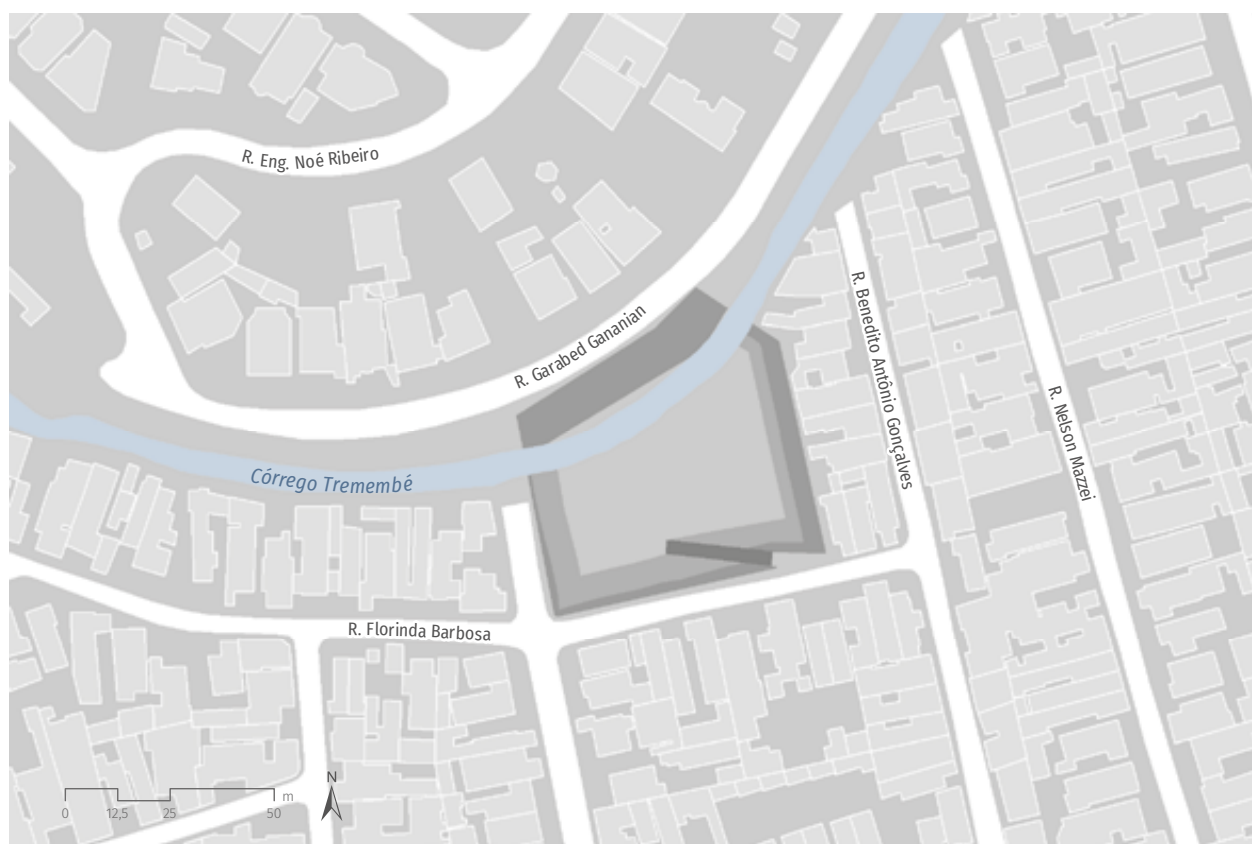 R. Eng. Noé Ribeiro
R. Garabed Gananian
R. Benedito Antônio Gonçalves
R. Nelson Mazzei
Córrego Tremembé
R. Florinda Barbosa
N
m
0 12,5 25 50